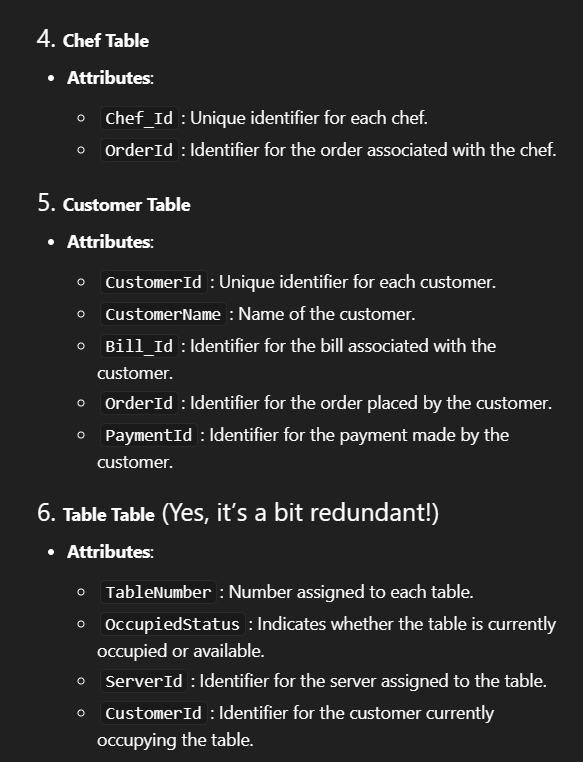 4. Chef Table
• Attributes:
○ Chef_Id : Unique identifier for each chef.
○ OrderId : Identifier for the order associated with the chef.
5. Customer Table
• Attributes:
○ CustomerId : Unique identifier for each customer.
○ CustomerName : Name of the customer.
○ Bill_Id : Identifier for the bill associated with the
customer.
○ OrderId : Identifier for the order placed by the customer.
○ PaymentId : Identifier for the payment made by the
customer.
6. Table Table (Yes, it’s a bit redundant!)
• Attributes:
○ TableNumber : Number assigned to each table.
○ OccupiedStatus : Indicates whether the table is currently
occupied or available.
○ ServerId : Identifier for the server assigned to the table.
○ CustomerId : Identifier for the customer currently
occupying the table.